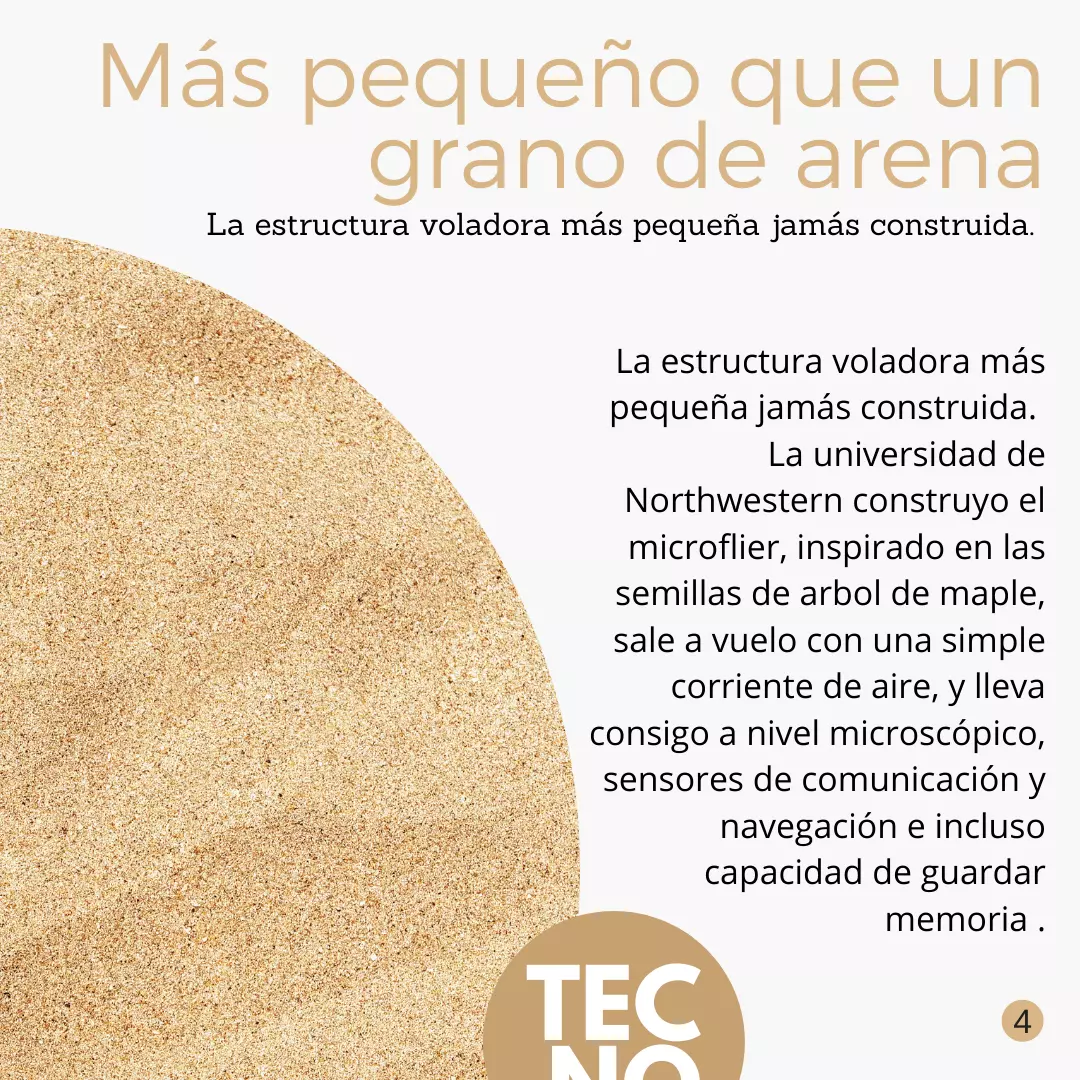 Más pequeño que un
grano de arena
La estructura voladora más pequeña jamás construida.
La estructura voladora más
pequeña jamás construida.
La universidad de
Northwestern construyo el
microflier, inspirado en las
semillas de arbol de maple,
sale a vuelo con una simple
corriente de aire, y lleva
consigo a nivel microscópico,
sensores de comunicación y
navegación e incluso
capacidad de guardar
memoria .
TEC
NO
4